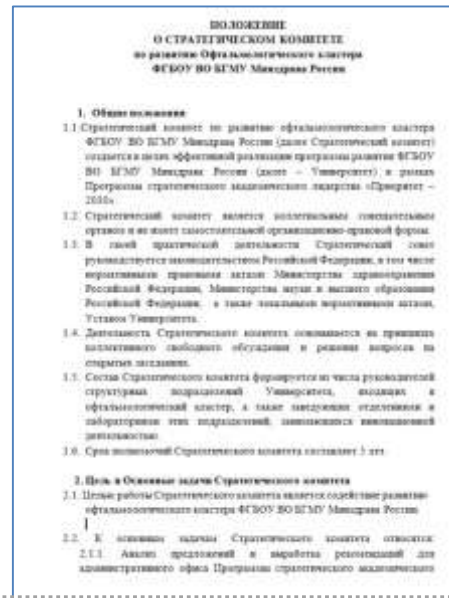 ПОЛОЖЕНИЕ
О СТРАТЕГИЧЕСКОМ КОМИТЕТЕ
по развитию Офтальмологического кластера
ФГБОУ ВО БГМУ Минздрава России
1. Общие положения
1.1 Стратегический комитет по развитию офтальмологического кластера
ФГБОУ ВО БГМУ Минздрава России (далее Стратегический комитет)
создается в целях эффективной реализации программы развития ФГБОУ
ВО БГМУ Минздрава России (далее – Университет) в рамках
Программы стратегического академического лидерства «Приоритет –
2030»
1.2. Стратегический комитет является коллегиальным совещательным
органом и не имеет самостоятельной организационно-правовой формы.
1.3. В своей практической деятельности Стратегический совет
руководствуется законодательством Российской Федерации, в том числе
нормативными правовыми актами Министерства здравоохранения
Российской Федерации, Министерства науки и высшего образования
Российской Федерации, а также локальными нормативными актами,
Уставом Университета.
1.4. Деятельность Стратегического комитета основывается на принципах
коллективного свободного обсуждения и решения вопросов на
открытых заседаниях.
1.5. Состав Стратегического комитета формируется из числа руководителей
структурных подразделений Университета, входящих в
офтальмологический кластер, а также заведующих отделениями и
лабораториями этих подразделений, занимающихся инновационной
деятельностью.
1.6. Срок полномочий Стратегического комитета составляет 5 лет.
2. Цель и Основные задачи Стратегического комитета
2.1. Целью работы Стратегического комитета является содействие развитию
офтальмологического кластера ФГБОУ ВО БГМУ Минздрава России.
2.2. К основным задачам Стратегического комитета относятся:
2.1.1. Анализ предложений и выработка рекомендаций для
административного офиса Программы стратегического академического